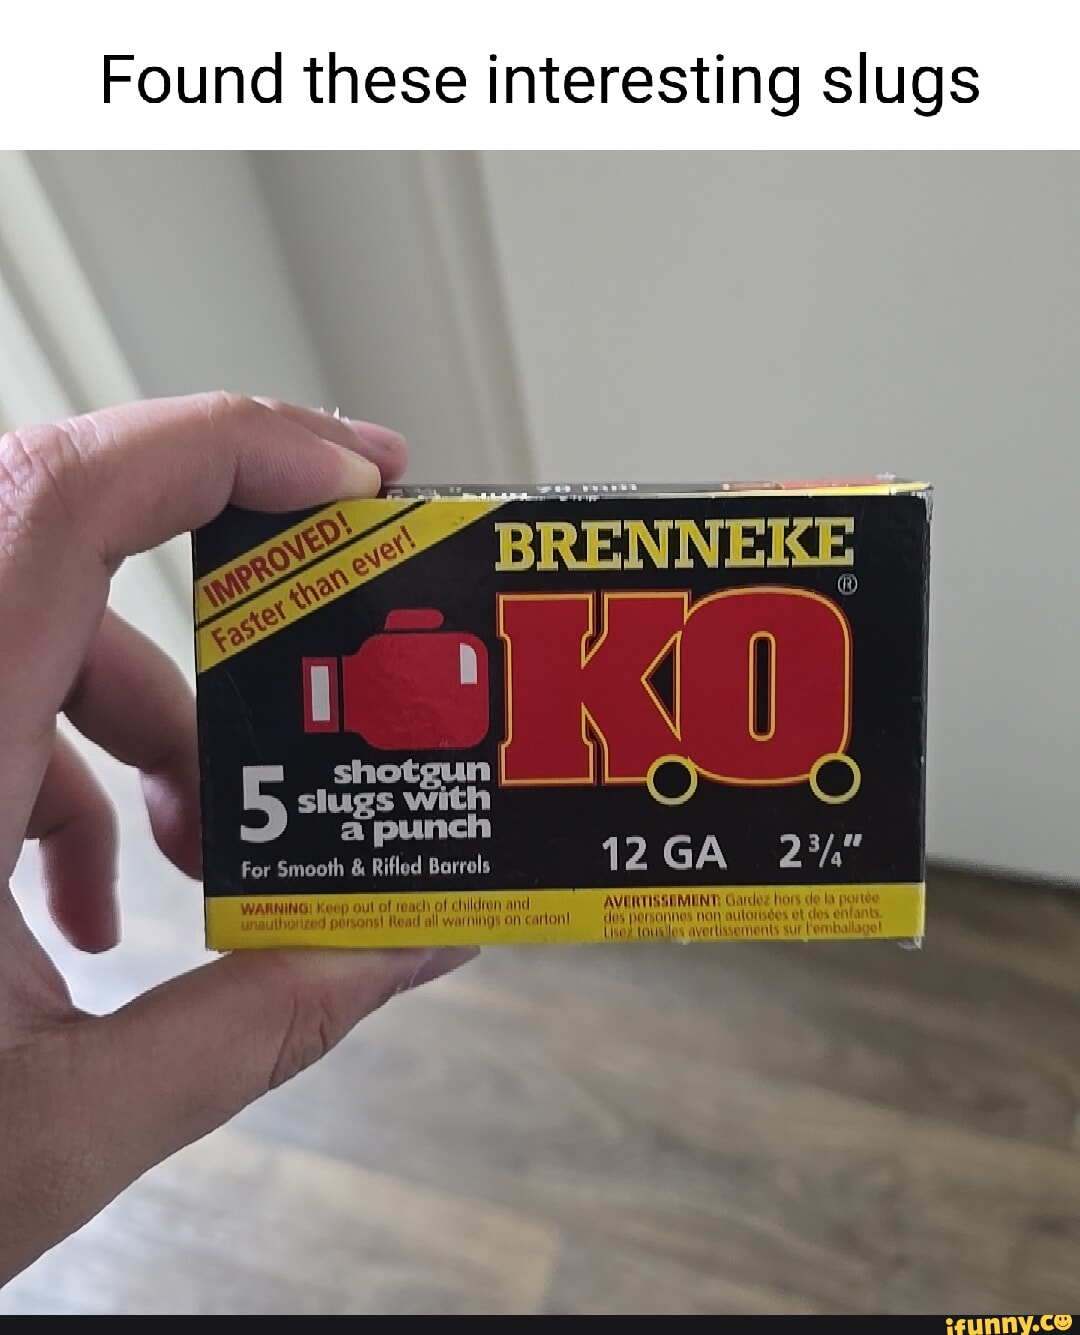 Found these interesting slugs
IMPROVED!
Faster than ever!
BRENNEKE
®
K.O.
5 shotgun
slugs with
a punch
For Smooth & Rifled Barrels
12 GA 2 3/4"
WARNING: Keep out of reach of children and
unauthorized persons! Read all warnings on carton!
AVERTISSEMENT: Gardez hors de la portée
des personnes non autorisées et des enfants.
Lisez tous les avertissements sur l'emballage!
ifunny.co